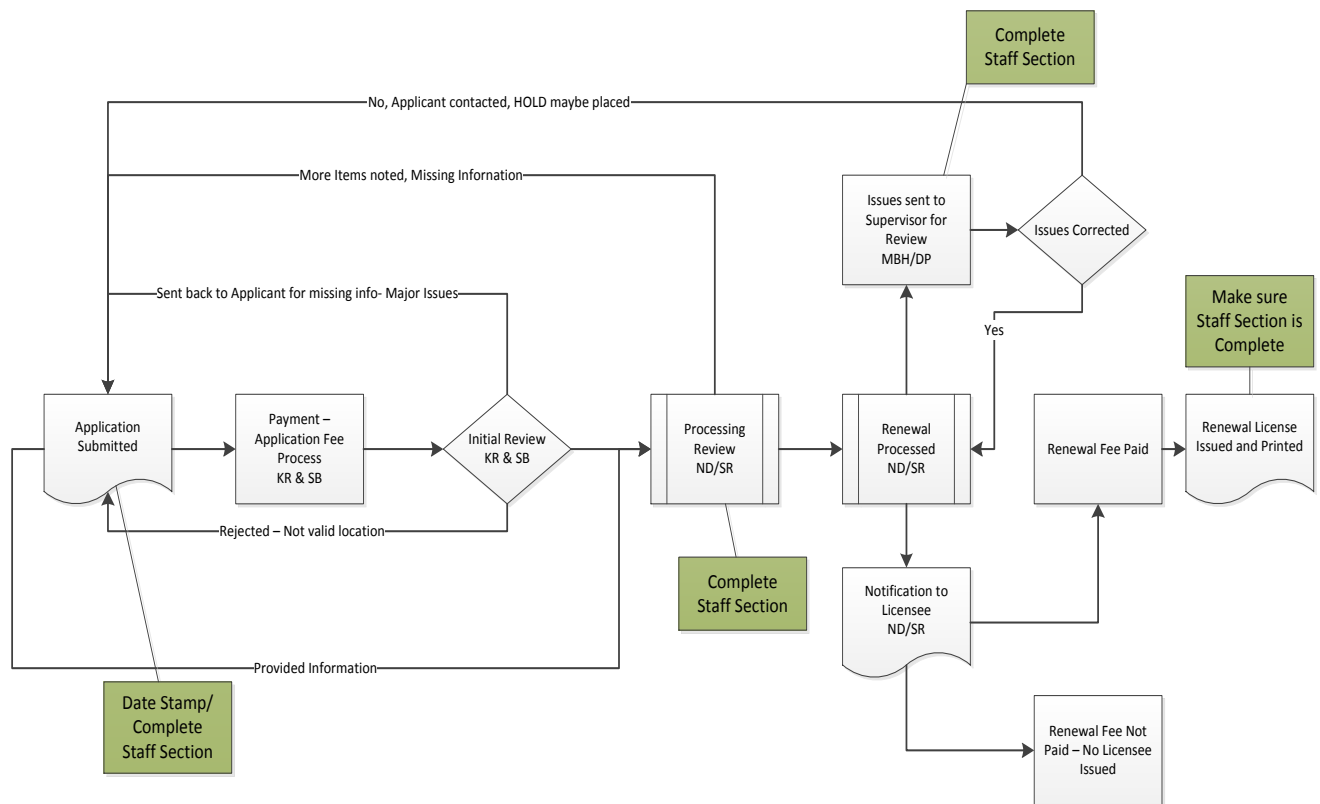 Complete
Staff Section
No, Applicant contacted, HOLD maybe placed
More Items noted, Missing Infornation
Issues sent to
Supervisor for
Review
MBH/DP
Issues Corrected
Sent back to Applicant for missing info- Major Issues
Make sure
Staff Section is
Complete
Yes
Application
Submitted
Payment –
Application Fee
Process
KR & SB
Initial Review
KR & SB
Processing
Review
ND/SR
Renewal
Processed
ND/SR
Renewal Fee Paid
Renewal License
Issued and Printed
Rejected – Not valid location
Complete
Staff Section
Notification to
Licensee
ND/SR
Provided Information
Date Stamp/
Complete
Staff Section
Renewal Fee Not
Paid – No Licensee
Issued